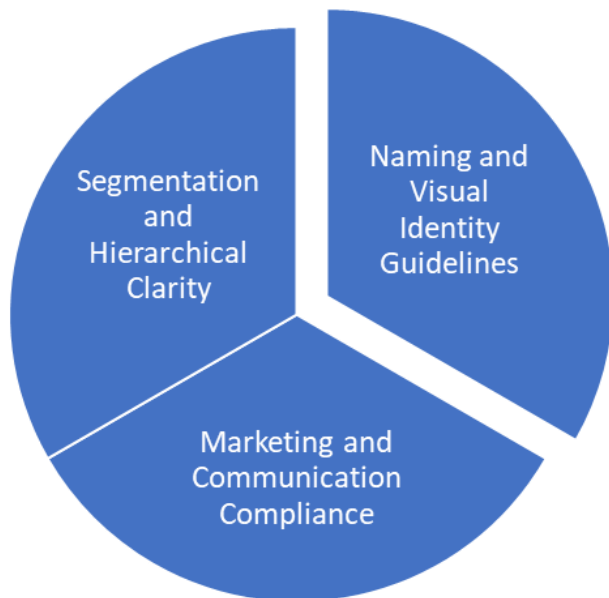 Segmentation
and
Hierarchical
Clarity
Naming and
Visual
Identity
Guidelines
Marketing and
Communication
Compliance